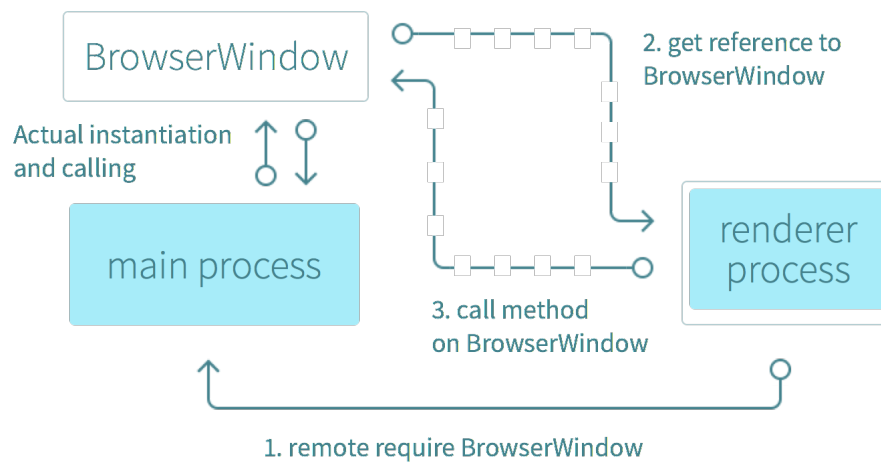 BrowserWindow
2. get reference to
BrowserWindow
Actual instantiation
and calling
main process
renderer
process
3. call method
on BrowserWindow
1. remote require BrowserWindow